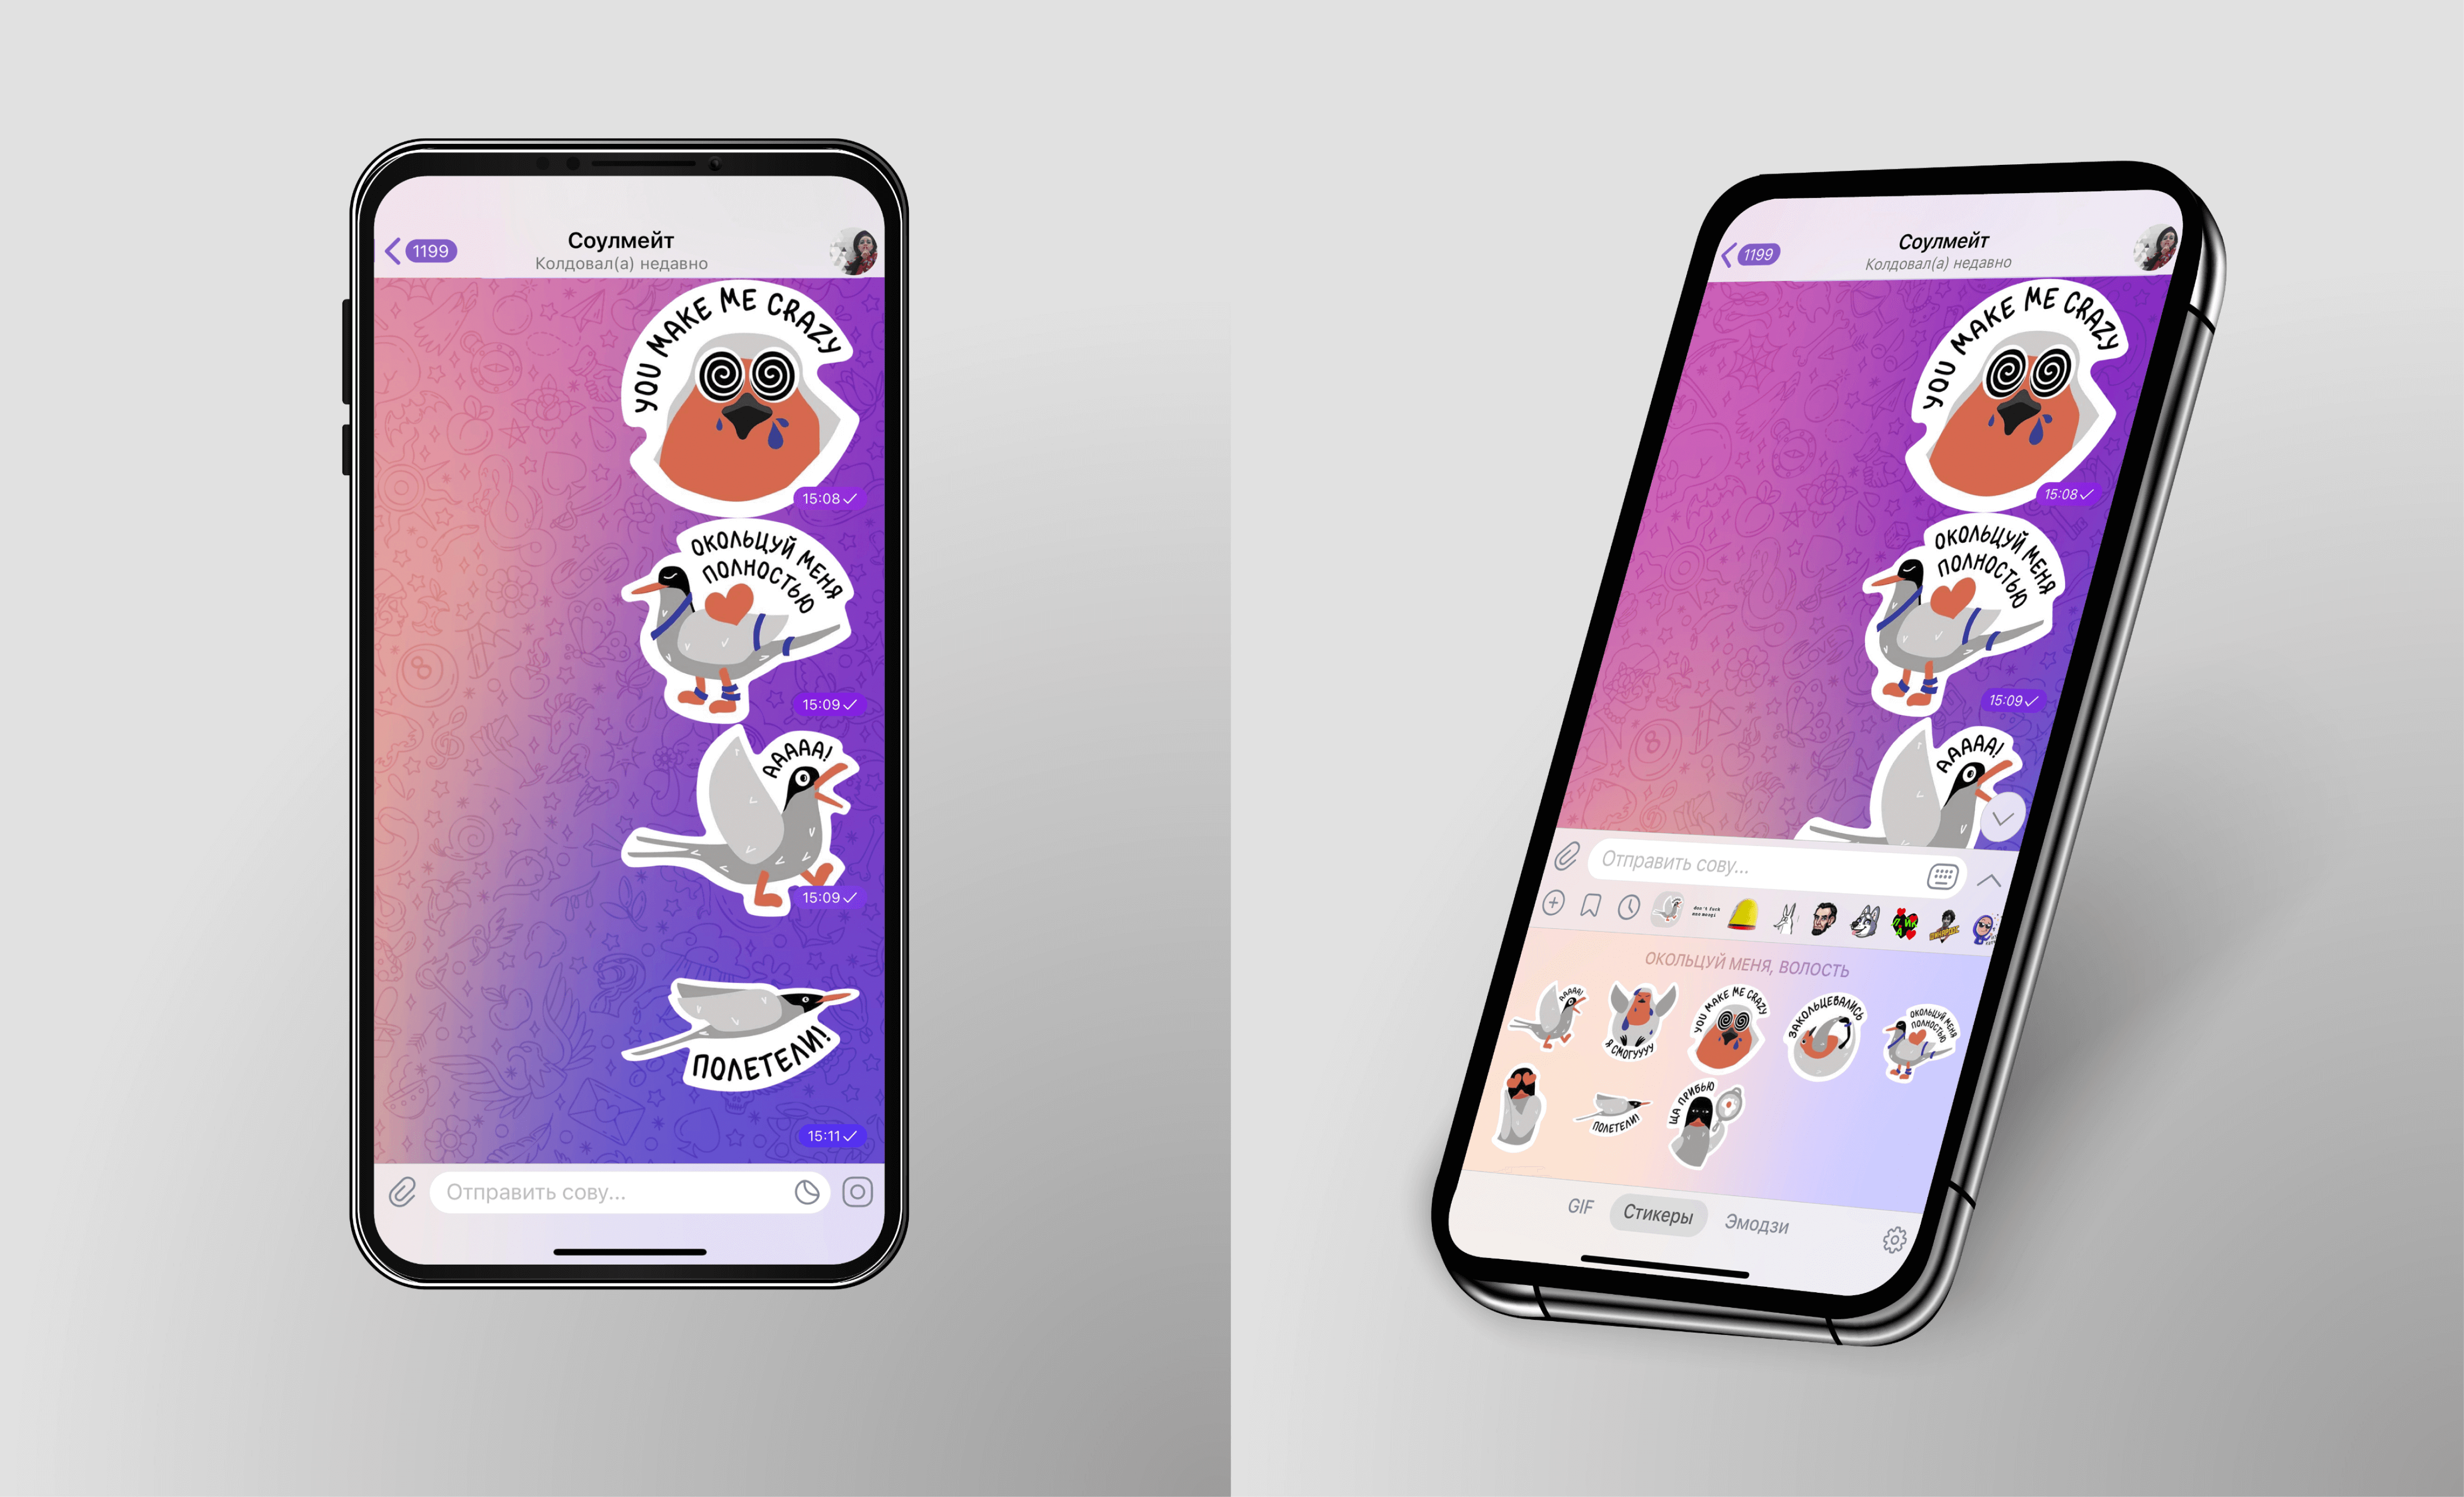 1199
Соулмейт
Колдовал(а) недавно
YOU MAKE ME CRAZY
15:08
ОКОЛЬЦУЙ МЕНЯ
ПОЛНОСТЬЮ
15:09
АААА!
15:09
ПОЛЕТЕЛИ!
15:11
Отправить сову...
1199
Соулмейт
Колдовал(а) недавно
YOU MAKE ME CRAZY
15:08
ОКОЛЬЦУЙ МЕНЯ
ПОЛНОСТЬЮ
15:09
АААА!
Отправить сову...
ОКОЛЬЦУЙ МЕНЯ, ВОЛОСТЬ
АААА!
Я СМОГУУУУ
YOU MAKE ME CRAZY
ЗАКОЛЬЦЕВАЛИСЬ
ОКОЛЬЦУЙ МЕНЯ
ПОЛНОСТЬЮ
ПОЛЕТЕЛИ!
ЩА ПРИБЬЮ
GIF
Стикеры
Эмодзи